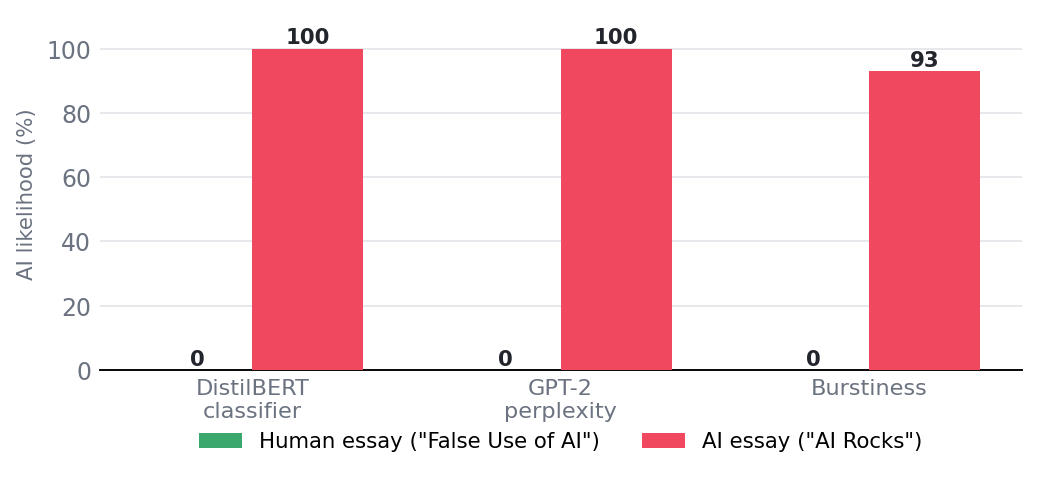 100
100
93
100
80
60
40
20
0
AI likelihood (%)
0
0
0
DistilBERT
classifier
GPT-2
perplexity
Burstiness
Human essay ("False Use of AI")
AI essay ("AI Rocks")